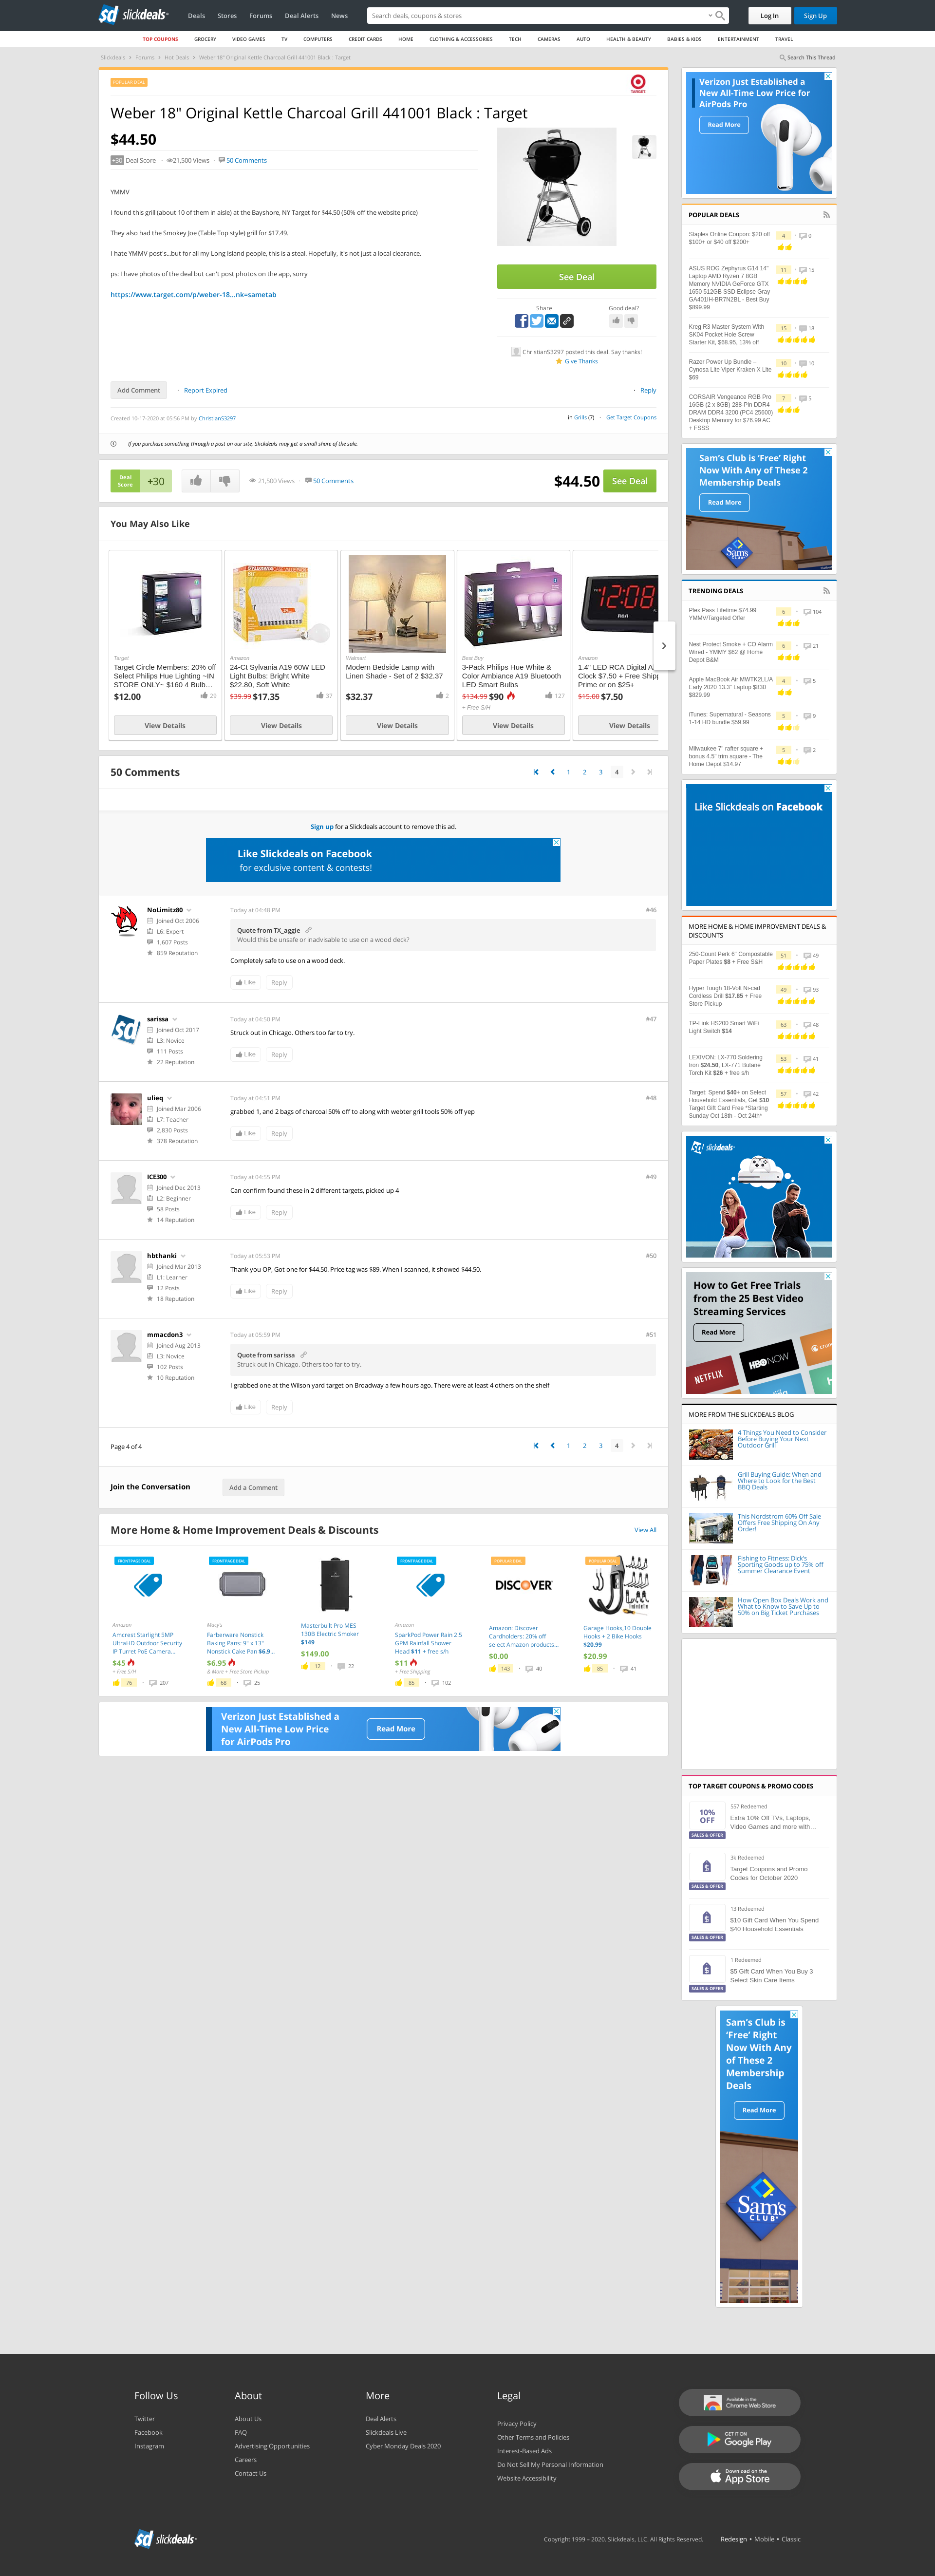 slickdeals
Deals Stores Forums Deal Alerts News
Search deals, coupons & stores
Log In
Sign Up
TOP COUPONS GROCERY VIDEO GAMES TV COMPUTERS CREDIT CARDS HOME CLOTHING & ACCESSORIES TECH CAMERAS AUTO HEALTH & BEAUTY BABIES & KIDS ENTERTAINMENT TRAVEL
Slickdeals Forums Hot Deals Weber 18" Original Kettle Charcoal Grill 441001 Black : Target
Search This Thread
POPULAR DEAL
Weber 18" Original Kettle Charcoal Grill 441001 Black : Target
$44.50
+30 Deal Score 21,500 Views 50 Comments
YMMV
I found this grill (about 10 of them in aisle) at the Bayshore, NY Target for $44.50 (50% off the website price)
They also had the Smokey Joe (Table Top style) grill for $17.49.
I hate YMMV post's...but for all my Long Island people, this is a steal. Hopefully, it's not just a local clearance.
ps: I have photos of the deal but can't post photos on the app, sorry
https://www.target.com/p/weber-18...nk=sametab
See Deal
Share
Good deal?
ChristianS3297 posted this deal. Say thanks!
Give Thanks
Add Comment
Report Expired
Reply
Created 10-17-2020 at 05:56 PM by ChristianS3297
in Grills (7) Get Target Coupons
If you purchase something through a post on our site, Slickdeals may get a small share of the sale.
Deal Score +30
21,500 Views 50 Comments
$44.50 See Deal
You May Also Like
Target
Target Circle Members: 20% off Select Philips Hue Lighting ~IN STORE ONLY~ $160 4 Bulb...
$12.00 29
View Details
Amazon
24-Ct Sylvania A19 60W LED Light Bulbs: Bright White $22.80, Soft White
$39.99 $17.35 37
View Details
Walmart
Modern Bedside Lamp with Linen Shade - Set of 2 $32.37
$32.37 2
View Details
Best Buy
3-Pack Philips Hue White & Color Ambiance A19 Bluetooth LED Smart Bulbs
$134.99 $90 127
+ Free S/H
View Details
Amazon
1.4" LED RCA Digital A
Clock $7.50 + Free Shipp
Prime or on $25+
$15.00 $7.50
View Details
50 Comments
1 2 3 4
Sign up for a Slickdeals account to remove this ad.
Like Slickdeals on Facebook
for exclusive content & contests!
NoLimitz80
Joined Oct 2006
L6: Expert
1,607 Posts
859 Reputation
Today at 04:48 PM
#46
Quote from TX_aggie
Would this be unsafe or inadvisable to use on a wood deck?
Completely safe to use on a wood deck.
Like Reply
sarissa
Joined Oct 2017
L3: Novice
111 Posts
22 Reputation
Today at 04:50 PM
#47
Struck out in Chicago. Others too far to try.
Like Reply
ulieq
Joined Mar 2006
L7: Teacher
2,830 Posts
378 Reputation
Today at 04:51 PM
#48
grabbed 1, and 2 bags of charcoal 50% off to along with webter grill tools 50% off yep
Like Reply
ICE300
Joined Dec 2013
L2: Beginner
58 Posts
14 Reputation
Today at 04:55 PM
#49
Can confirm found these in 2 different targets, picked up 4
Like Reply
hbthanki
Joined Mar 2013
L1: Learner
12 Posts
18 Reputation
Today at 05:53 PM
#50
Thank you OP, Got one for $44.50. Price tag was $89. When I scanned, it showed $44.50.
Like Reply
mmacdon3
Joined Aug 2013
L3: Novice
102 Posts
10 Reputation
Today at 05:59 PM
#51
Quote from sarissa
Struck out in Chicago. Others too far to try.
I grabbed one at the Wilson yard target on Broadway a few hours ago. There were at least 4 others on the shelf
Like Reply
Page 4 of 4
1 2 3 4
Join the Conversation
Add a Comment
More Home & Home Improvement Deals & Discounts
View All
FRONTPAGE DEAL
Amazon
Amcrest Starlight 5MP UltraHD Outdoor Security IP Turret PoE Camera...
$45
+ Free S/H
76 207
FRONTPAGE DEAL
Macy's
Farberware Nonstick Baking Pans: 9" x 13" Nonstick Cake Pan $6.9...
$6.95
& More + Free Store Pickup
68 25
Masterbuilt Pro MES 130B Electric Smoker $149
$149.00
12 22
FRONTPAGE DEAL
Amazon
SparkPod Power Rain 2.5 GPM Rainfall Shower Head $11 + free s/h
$11
+ Free Shipping
85 102
POPULAR DEAL
DISCOVER
Amazon: Discover Cardholders: 20% off select Amazon products...
$0.00
143 40
POPULAR DEAL
Garage Hooks,10 Double Hooks + 2 Bike Hooks $20.99
$20.99
85 41
Verizon Just Established a
New All-Time Low Price
for AirPods Pro
Read More
Verizon Just Established a
New All-Time Low Price for
AirPods Pro
Read More
POPULAR DEALS
Staples Online Coupon: $20 off $100+ or $40 off $200+
4 0
ASUS ROG Zephyrus G14 14" Laptop AMD Ryzen 7 8GB Memory NVIDIA GeForce GTX 1650 512GB SSD Eclipse Gray GA401IH-BR7N2BL - Best Buy $899.99
11 15
Kreg R3 Master System With SK04 Pocket Hole Screw Starter Kit, $68.95, 13% off
15 18
Razer Power Up Bundle – Cynosa Lite Viper Kraken X Lite $69
10 10
CORSAIR Vengeance RGB Pro 16GB (2 x 8GB) 288-Pin DDR4 DRAM DDR4 3200 (PC4 25600) Desktop Memory for $76.99 AC + FSSS
7 5
Sam's Club is 'Free' Right
Now With Any of These 2
Membership Deals
Read More
Sam's CLUB
TRENDING DEALS
Plex Pass Lifetime $74.99 YMMV/Targeted Offer
6 104
Nest Protect Smoke + CO Alarm Wired - YMMY $62 @ Home Depot B&M
6 21
Apple MacBook Air MWTK2LL/A Early 2020 13.3" Laptop $830 $829.99
4 5
iTunes: Supernatural - Seasons 1-14 HD bundle $59.99
5 9
Milwaukee 7" rafter square + bonus 4.5" trim square - The Home Depot $14.97
5 2
Like Slickdeals on Facebook
MORE HOME & HOME IMPROVEMENT DEALS & DISCOUNTS
250-Count Perk 6" Compostable Paper Plates $8 + Free S&H
51 49
Hyper Tough 18-Volt Ni-cad Cordless Drill $17.85 + Free Store Pickup
49 93
TP-Link HS200 Smart WiFi Light Switch $14
63 48
LEXIVON: LX-770 Soldering Iron $24.50, LX-771 Butane Torch Kit $26 + free s/h
53 41
Target: Spend $40+ on Select Household Essentials, Get $10 Target Gift Card Free *Starting Sunday Oct 18th - Oct 24th*
57 42
slickdeals
How to Get Free Trials
from the 25 Best Video
Streaming Services
Read More
NETFLIX
HBO NOW
MORE FROM THE SLICKDEALS BLOG
4 Things You Need to Consider Before Buying Your Next Outdoor Grill
Grill Buying Guide: When and Where to Look for the Best BBQ Deals
This Nordstrom 60% Off Sale Offers Free Shipping On Any Order!
Fishing to Fitness: Dick's Sporting Goods up to 75% off Summer Clearance Event
How Open Box Deals Work and What to Know to Save Up to 50% on Big Ticket Purchases
TOP TARGET COUPONS & PROMO CODES
10% OFF
SALES & OFFER
557 Redeemed
Extra 10% Off TVs, Laptops, Video Games and more with...
SALES & OFFER
3k Redeemed
Target Coupons and Promo Codes for October 2020
SALES & OFFER
13 Redeemed
$10 Gift Card When You Spend $40 Household Essentials
SALES & OFFER
1 Redeemed
$5 Gift Card When You Buy 3 Select Skin Care Items
Sam's Club is
'Free' Right
Now With Any
of These 2
Membership
Deals
Read More
Sam's CLUB
Follow Us
Twitter
Facebook
Instagram
About
About Us
FAQ
Advertising Opportunities
Careers
Contact Us
More
Deal Alerts
Slickdeals Live
Cyber Monday Deals 2020
Legal
Privacy Policy
Other Terms and Policies
Interest-Based Ads
Do Not Sell My Personal Information
Website Accessibility
Available in the Chrome Web Store
GET IT ON Google Play
Download on the App Store
slickdeals
Copyright 1999 – 2020. Slickdeals, LLC. All Rights Reserved.
Redesign • Mobile • Classic